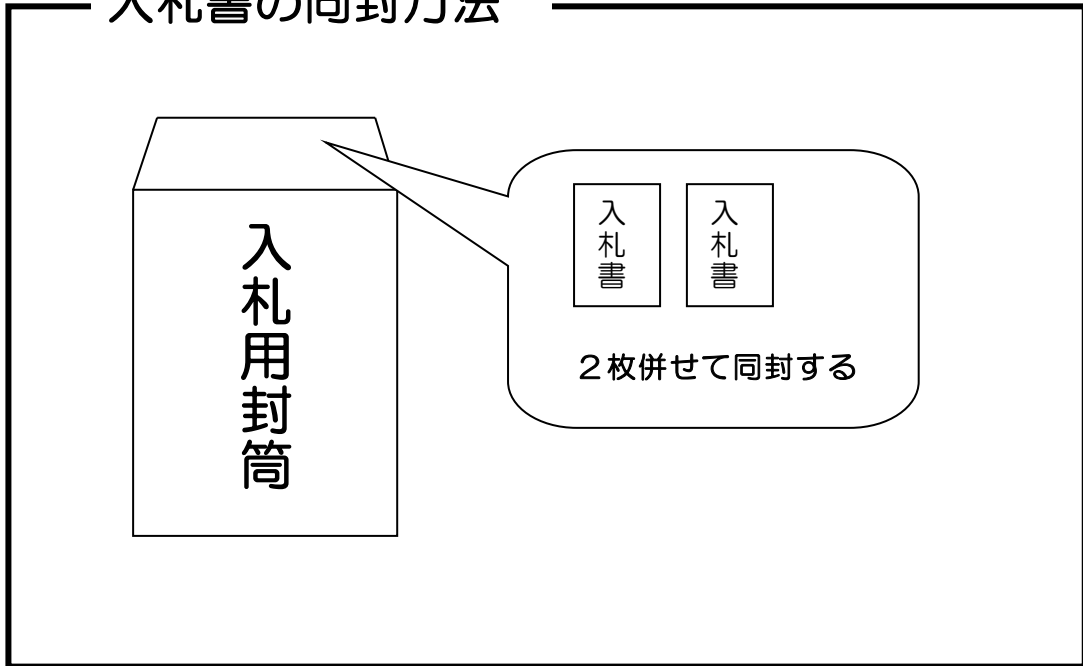 入札書の同封方法
入札用封筒
入札書
入札書
２枚併せて同封する